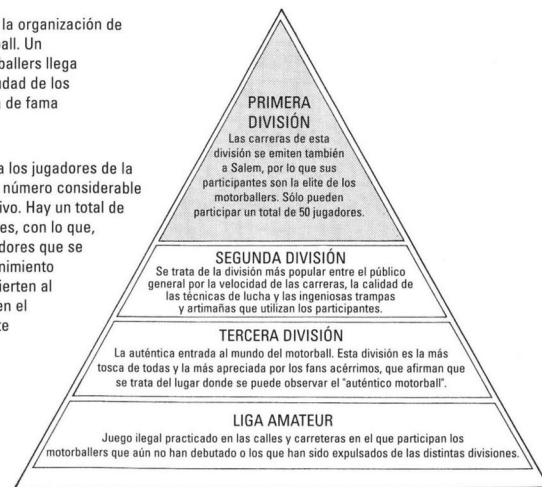 la organización de
ball. Un
ballers llega
udad de los
de fama
a los jugadores de la
número considerable
ivo. Hay un total de
es, con lo que,
dores que se
nimiento
ierten al
en el
te
PRIMERA
DIVISIÓN
Las carreras de esta
división se emiten también
a Salem, por lo que sus
participantes son la elite de los
motorballers. Sólo pueden
participar un total de 50 jugadores.
SEGUNDA DIVISIÓN
Se trata de la división más popular entre el público
general por la velocidad de las carreras, la calidad de
las técnicas de lucha y las ingeniosas trampas
y artimañas que utilizan los participantes.
TERCERA DIVISIÓN
La auténtica entrada al mundo del motorball. Esta división es la más
tosca de todas y la más apreciada por los fans acérrimos, que afirman que
se trata del lugar donde se puede observar el "auténtico motorball".
LIGA AMATEUR
Juego ilegal practicado en las calles y carreteras en el que participan los
motorballers que aún no han debutado o los que han sido expulsados de las distintas divisiones.